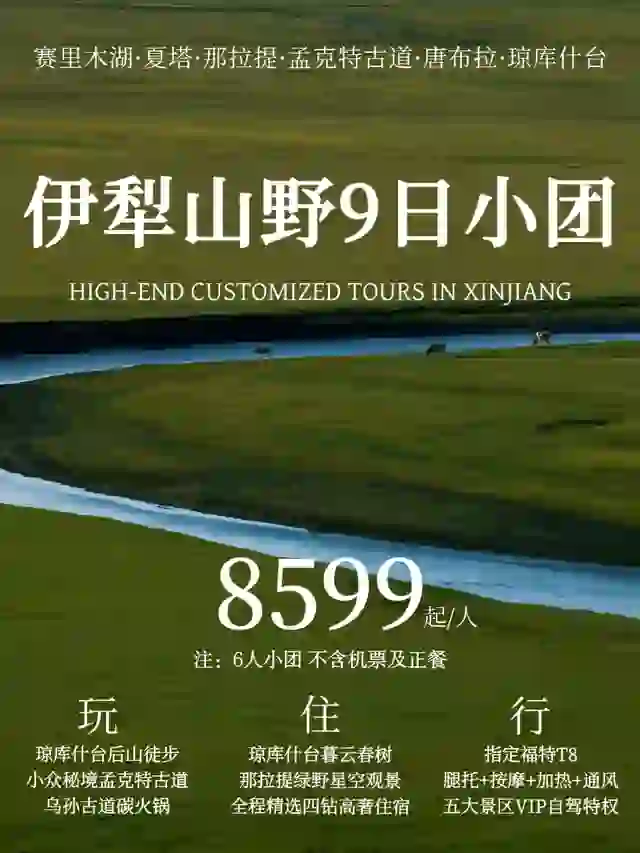 赛里木湖·夏塔·那拉提·孟克特古道·唐布拉·琼库什台
伊犁山野9日小团
HIGH-END CUSTOMIZED TOURS IN XINJIANG
8599起/人
注：6人小团 不含机票及正餐
玩
琼库什台后山徒步
小众秘境孟克特古道
乌孙古道碳火锅
住
琼库什台暮云春树
那拉提绿野星空观景
全程精选四钻高奢住宿
行
指定福特T8
腿托+按摩+加热+通风
五大景区VIP自驾特权